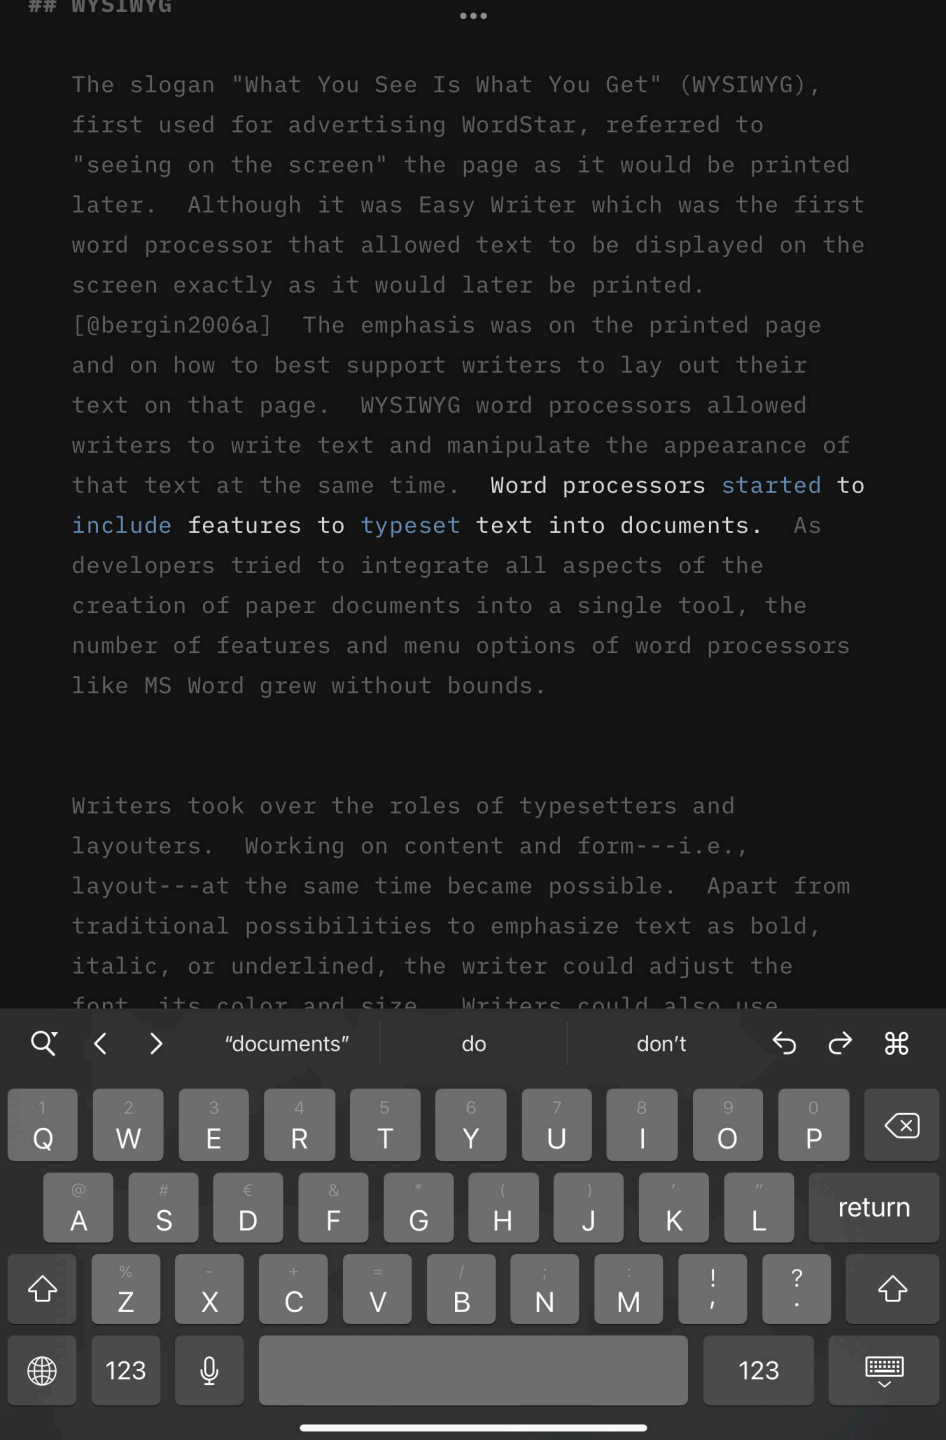 ## WYSIWYG
The slogan "What You See Is What You Get" (WYSIWYG),
first used for advertising WordStar, referred to
"seeing on the screen" the page as it would be printed
later.  Although it was Easy Writer which was the first
word processor that allowed text to be displayed on the
screen exactly as it would later be printed.
[@bergin2006a]  The emphasis was on the printed page
and on how to best support writers to lay out their
text on that page.  WYSIWYG word processors allowed
writers to write text and manipulate the appearance of
that text at the same time.  Word processors started to
include features to typeset text into documents.  As
developers tried to integrate all aspects of the
creation of paper documents into a single tool, the
number of features and menu options of word processors
like MS Word grew without bounds.
Writers took over the roles of typesetters and
layouters.  Working on content and form---i.e.,
layout---at the same time became possible.  Apart from
traditional possibilities to emphasize text as bold,
italic, or underlined, the writer could adjust the
font, its color and size.  Writers could also use
“documents” do don’t
1 2 3 4 5 6 7 8 9 0
Q W E R T Y U I O P
@ # € & * ( ) ' "
A S D F G H J K L return
% - + = / ; : ! ?
Z X C V B N M , .
123 123